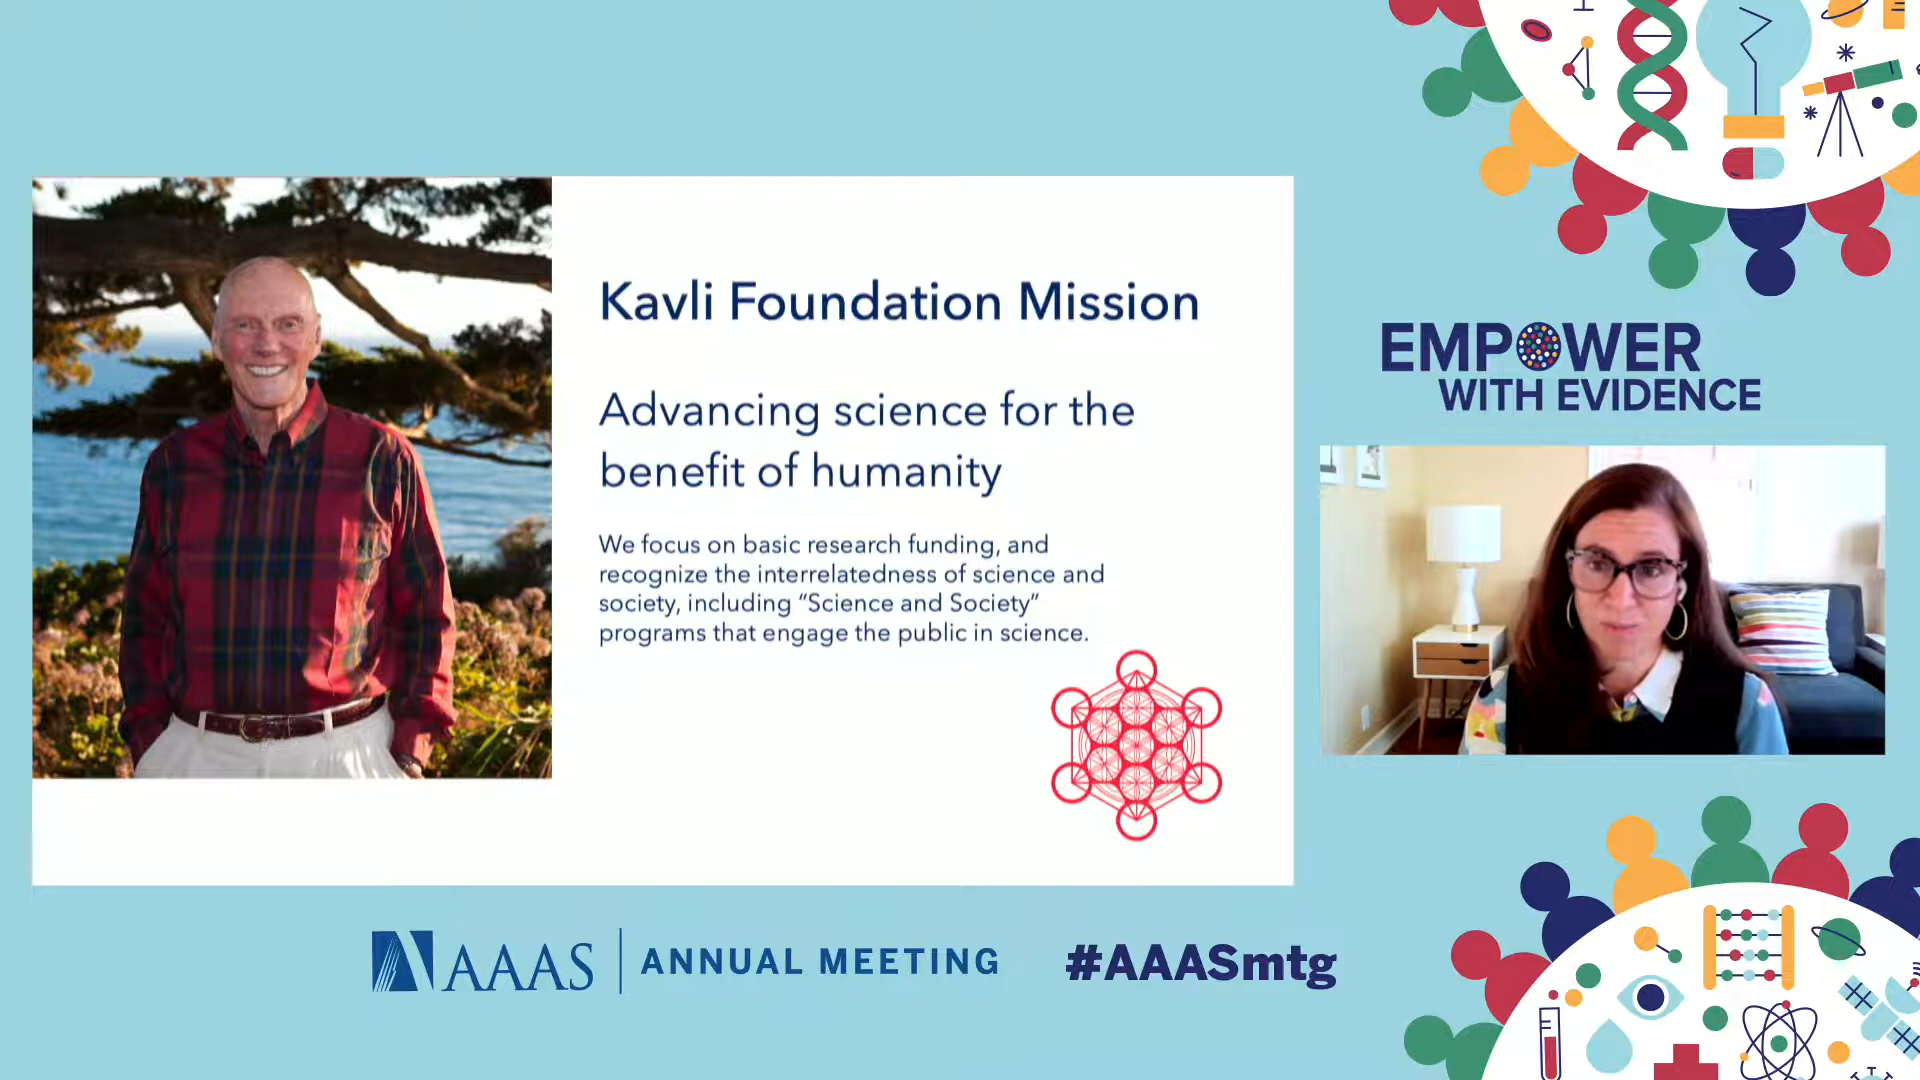 Kavli Foundation Mission
Advancing science for the
benefit of humanity
We focus on basic research funding, and
recognize the interrelatedness of science and
society, including “Science and Society”
programs that engage the public in science.
EMPOWER
WITH EVIDENCE
AAAS ANNUAL MEETING #AAASmtg